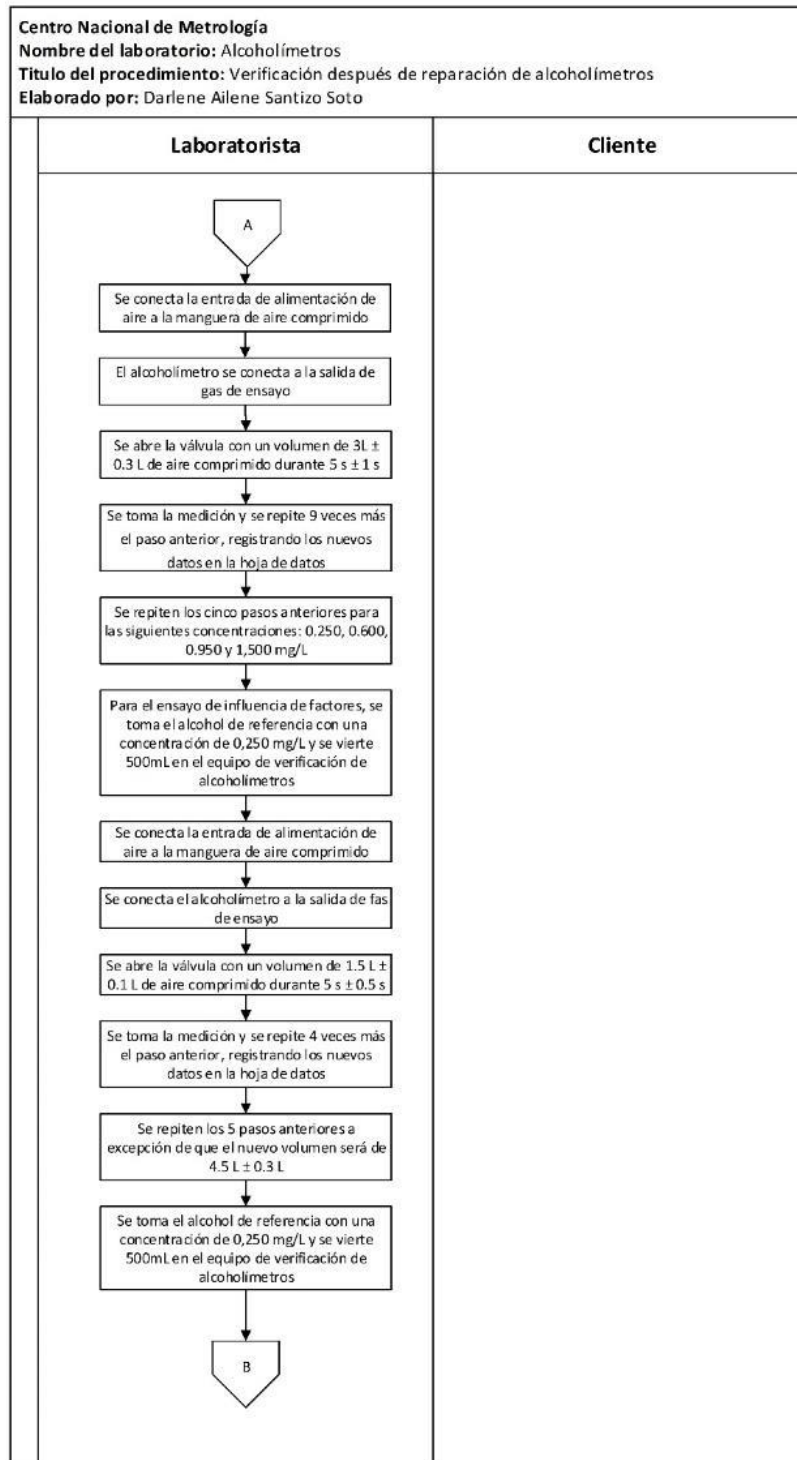 Centro Nacional de Metrología
Nombre del laboratorio: Alcoholímetros
Titulo del procedimiento: Verificación después de reparación de alcoholímetros
Elaborado por: Darlene Ailene Santizo Soto
Laboratorista
Cliente
A
Se conecta la entrada de alimentación de
aire a la manguera de aire comprimido
El alcoholímetro se conecta a la salida de
gas de ensayo
Se abre la válvula con un volumen de 3L ±
0.3 L de aire comprimido durante 5 s ± 1 s
Se toma la medición y se repite 9 veces más
el paso anterior, registrando los nuevos
datos en la hoja de datos
Se repiten los cinco pasos anteriores para
las siguientes concentraciones: 0.250, 0.600,
0.950 y 1,500 mg/L
Para el ensayo de influencia de factores, se
toma el alcohol de referencia con una
concentración de 0,250 mg/L y se vierte
500mL en el equipo de verificación de
alcoholímetros
Se conecta la entrada de alimentación de
aire a la manguera de aire comprimido
Se conecta el alcoholímetro a la salida de fas
de ensayo
Se abre la válvula con un volumen de 1.5 L ±
0.1 L de aire comprimido durante 5 s ± 0.5 s
Se toma la medición y se repite 4 veces más
el paso anterior, registrando los nuevos
datos en la hoja de datos
Se repiten los 5 pasos anteriores a
excepción de que el nuevo volumen será de
4.5 L ± 0.3 L
Se toma el alcohol de referencia con una
concentración de 0,250 mg/L y se vierte
500mL en el equipo de verificación de
alcoholímetros
B